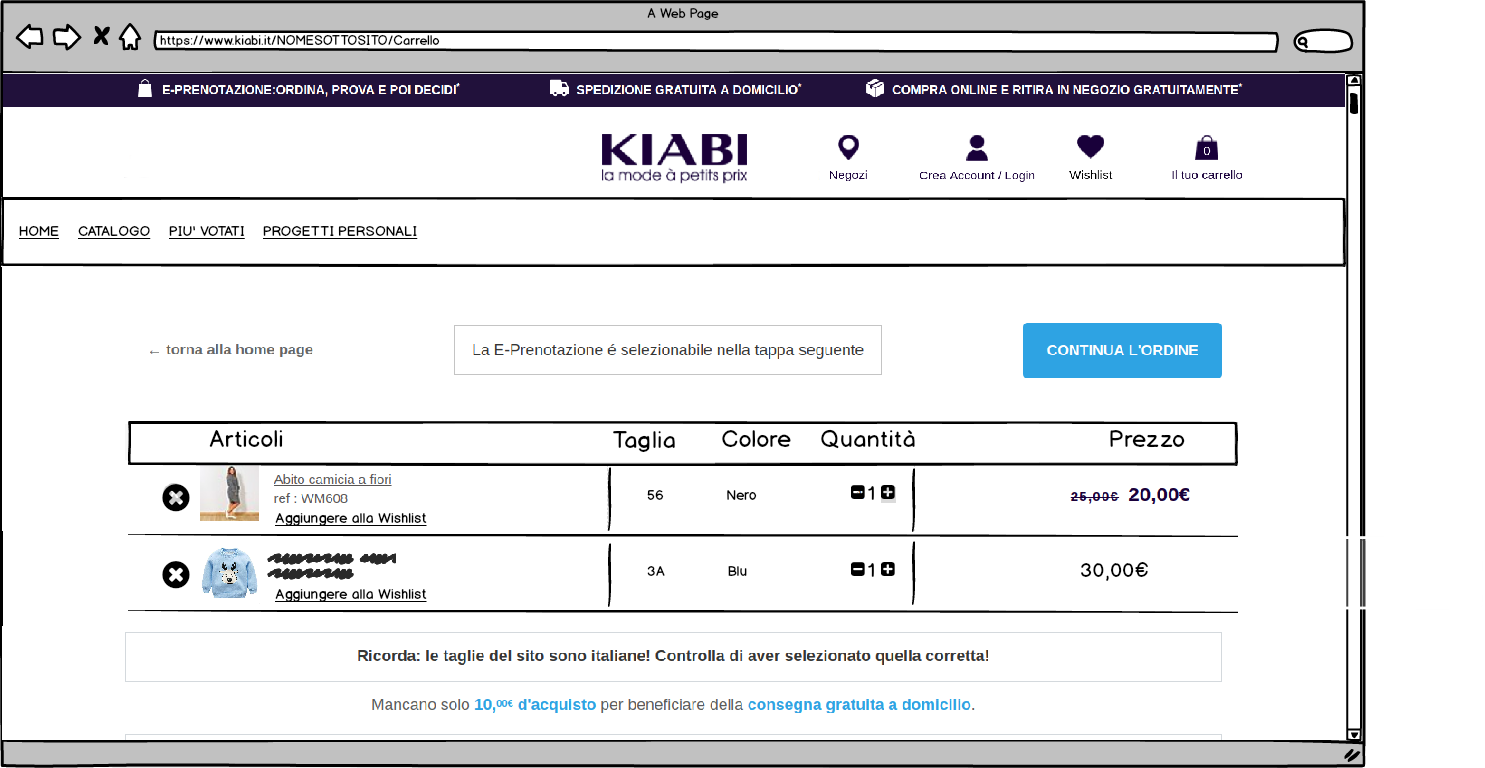 A Web Page
https://www.kiabi.it/NOMESOTTOSITO/Carrello
E-PRENOTAZIONE:ORDINA, PROVA E POI DECIDI* SPEDIZIONE GRATUITA A DOMICILIO* COMPRA ONLINE E RITIRA IN NEGOZIO GRATUITAMENTE*
KIABI
la mode à petits prix
0
Negozi Crea Account / Login Wishlist Il tuo carrello
HOME CATALOGO PIU' VOTATI PROGETTI PERSONALI
← torna alla home page La E-Prenotazione é selezionabile nella tappa seguente CONTINUA L'ORDINE
Articoli Taglia Colore Quantità Prezzo
Abito camicia a fiori
ref : WM608
Aggiungere alla Wishlist
56 Nero 1 25,00€ 20,00€
3A Blu 1 30,00€
Aggiungere alla Wishlist
Ricorda: le taglie del sito sono italiane! Controlla di aver selezionato quella corretta!
Mancano solo 10,00€ d'acquisto per beneficiare della consegna gratuita a domicilio.